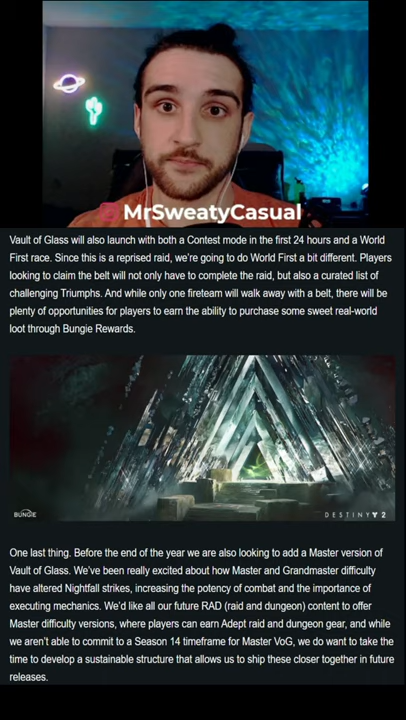 MrSweatyCasual
Vault of Glass will also launch with both a Contest mode in the first 24 hours and a World
First race. Since this is a reprised raid, we're going to do World First a bit different. Players
looking to claim the belt will not only have to complete the raid, but also a curated list of
challenging Triumphs. And while only one fireteam will walk away with a belt, there will be
plenty of opportunities for players to earn the ability to purchase some sweet real-world
loot through Bungie Rewards.
BUNGIE
DESTINY 2
One last thing. Before the end of the year we are also looking to add a Master version of
Vault of Glass. We've been really excited about how Master and Grandmaster difficulty
have altered Nightfall strikes, increasing the potency of combat and the importance of
executing mechanics. We'd like all our future RAD (raid and dungeon) content to offer
Master difficulty versions, where players can earn Adept raid and dungeon gear, and while
we aren't able to commit to a Season 14 timeframe for Master VoG, we do want to take the
time to develop a sustainable structure that allows us to ship these closer together in future
releases.